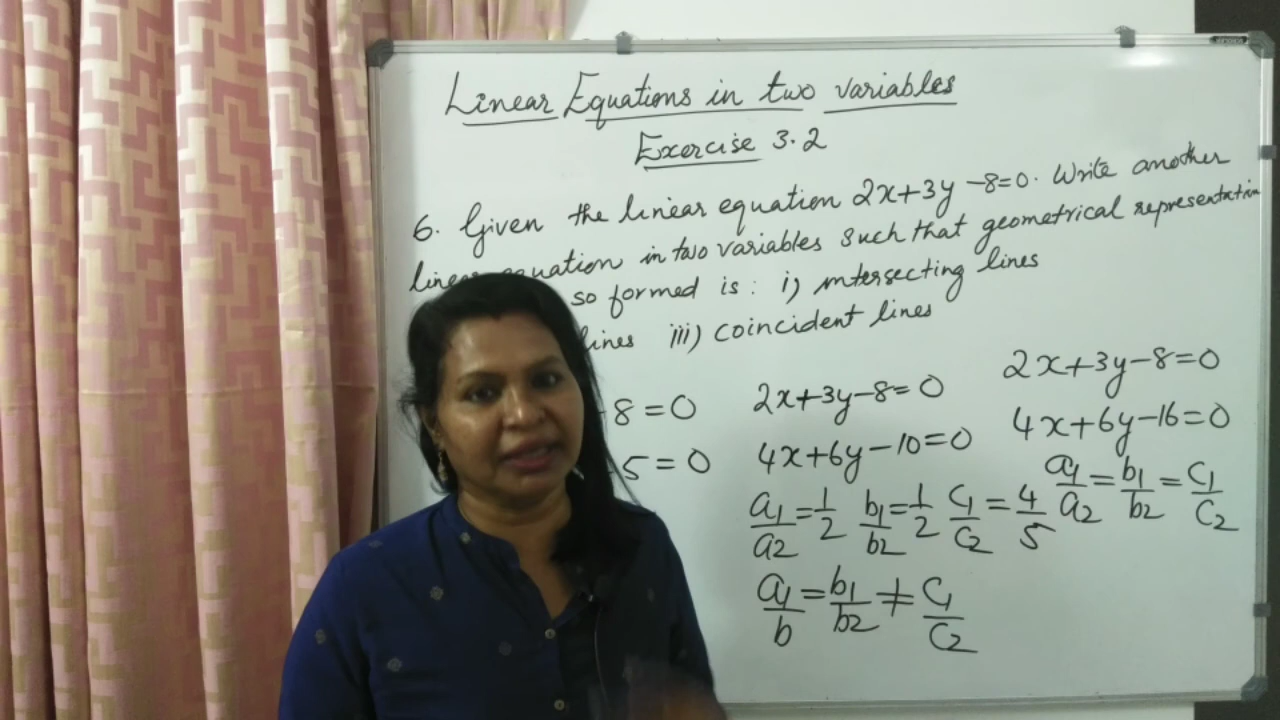 Linear Equations in two variables
Exercise 3.2
6. Given the linear equation 2x+3y-8=0. Write another
linear equation in two variables such that geometrical representation
so formed is: i) intersecting lines
lines iii) coincident lines
-8=0
5=0
2x+3y-8=0
4x+6y-10=0
a1/a2=1/2 b1/b2=1/2 c1/c2=4/5
a1/b=b1/b2≠c1/c2
2x+3y-8=0
4x+6y-16=0
a1/a2=b1/b2=c1/c2